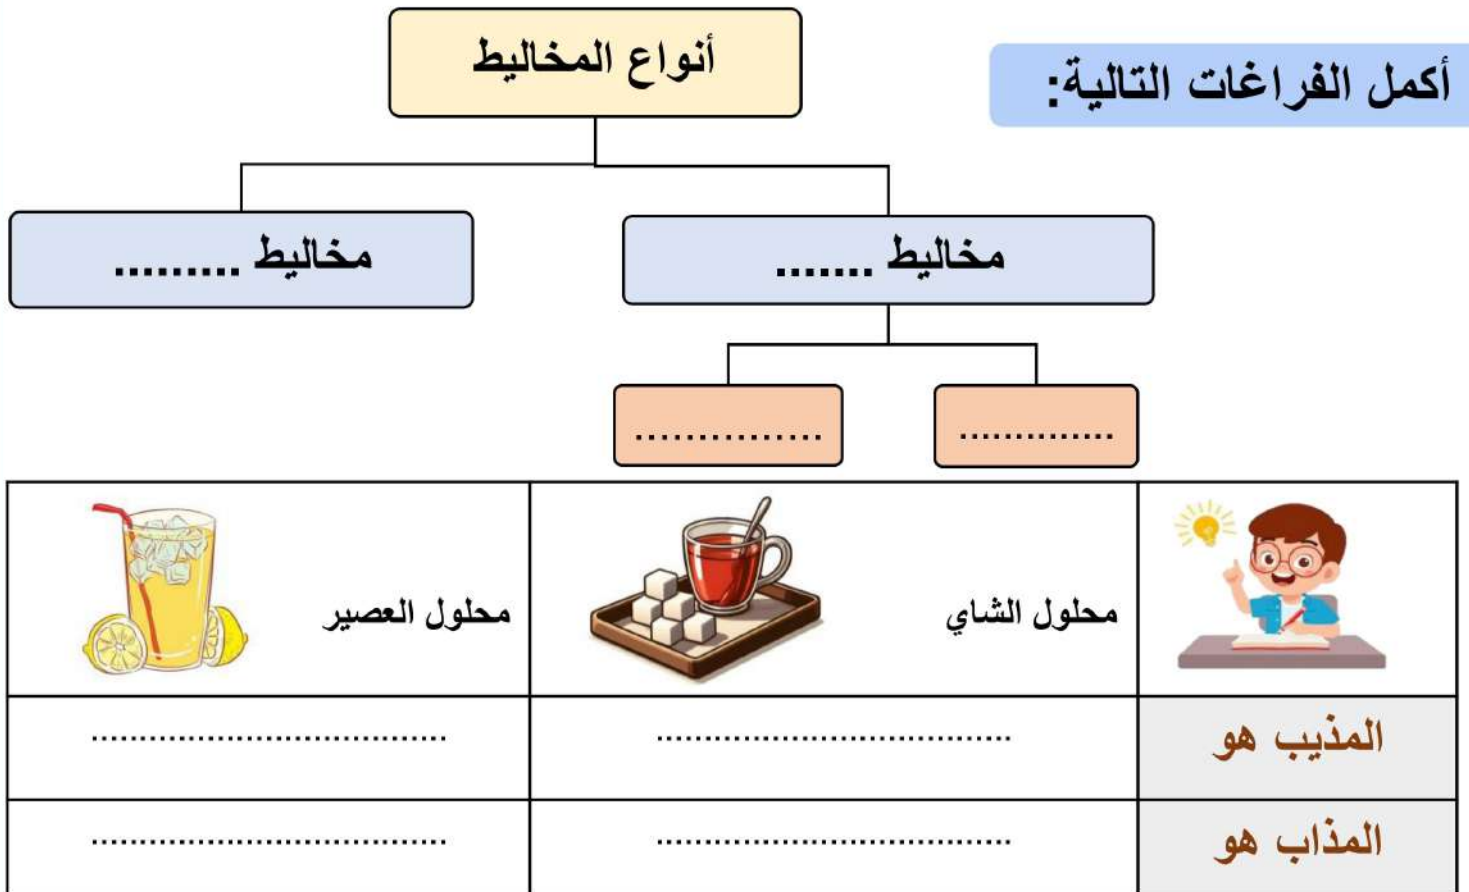 أكمل الفراغات التالية:
أنواع المخاليط
مخاليط .......
مخاليط .........
..............
...............
محلول الشاي
محلول العصير
المذيب هو
.....................................
.....................................
المذاب هو
.....................................
.....................................